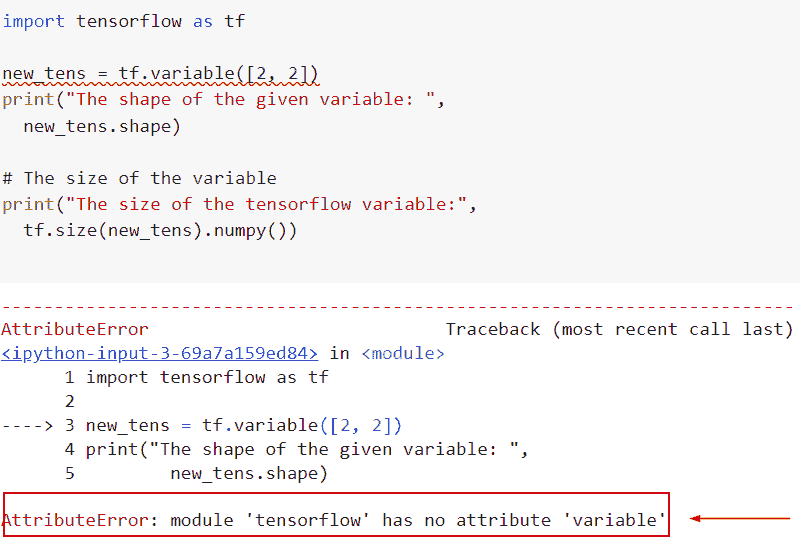 import tensorflow as tf
new_tens = tf.variable([2, 2])
print("The shape of the given variable: ",
  new_tens.shape)
# The size of the variable
print("The size of the tensorflow variable:",
  tf.size(new_tens).numpy())
---------------------------------------------------------------------------
AttributeError                            Traceback (most recent call last)
<ipython-input-3-69a7a159ed84> in <module>
      1 import tensorflow as tf
      2
----> 3 new_tens = tf.variable([2, 2])
      4 print("The shape of the given variable: ",
      5         new_tens.shape)
AttributeError: module 'tensorflow' has no attribute 'variable'